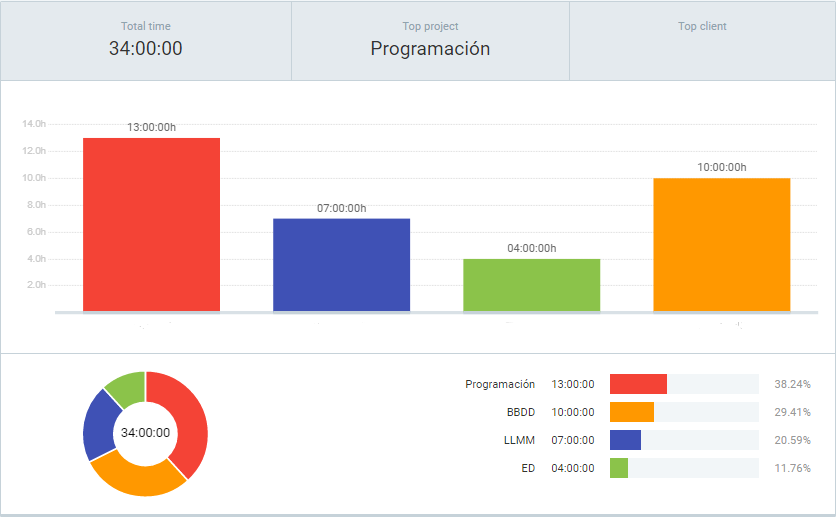 Total time
34:00:00
Top project
Programación
Top client
14.0h
12.0h
10.0h
8.0h
6.0h
4.0h
2.0h
13:00:00h
07:00:00h
04:00:00h
10:00:00h
34:00:00
Programación 13:00:00 38.24%
BBDD 10:00:00 29.41%
LLMM 07:00:00 20.59%
ED 04:00:00 11.76%